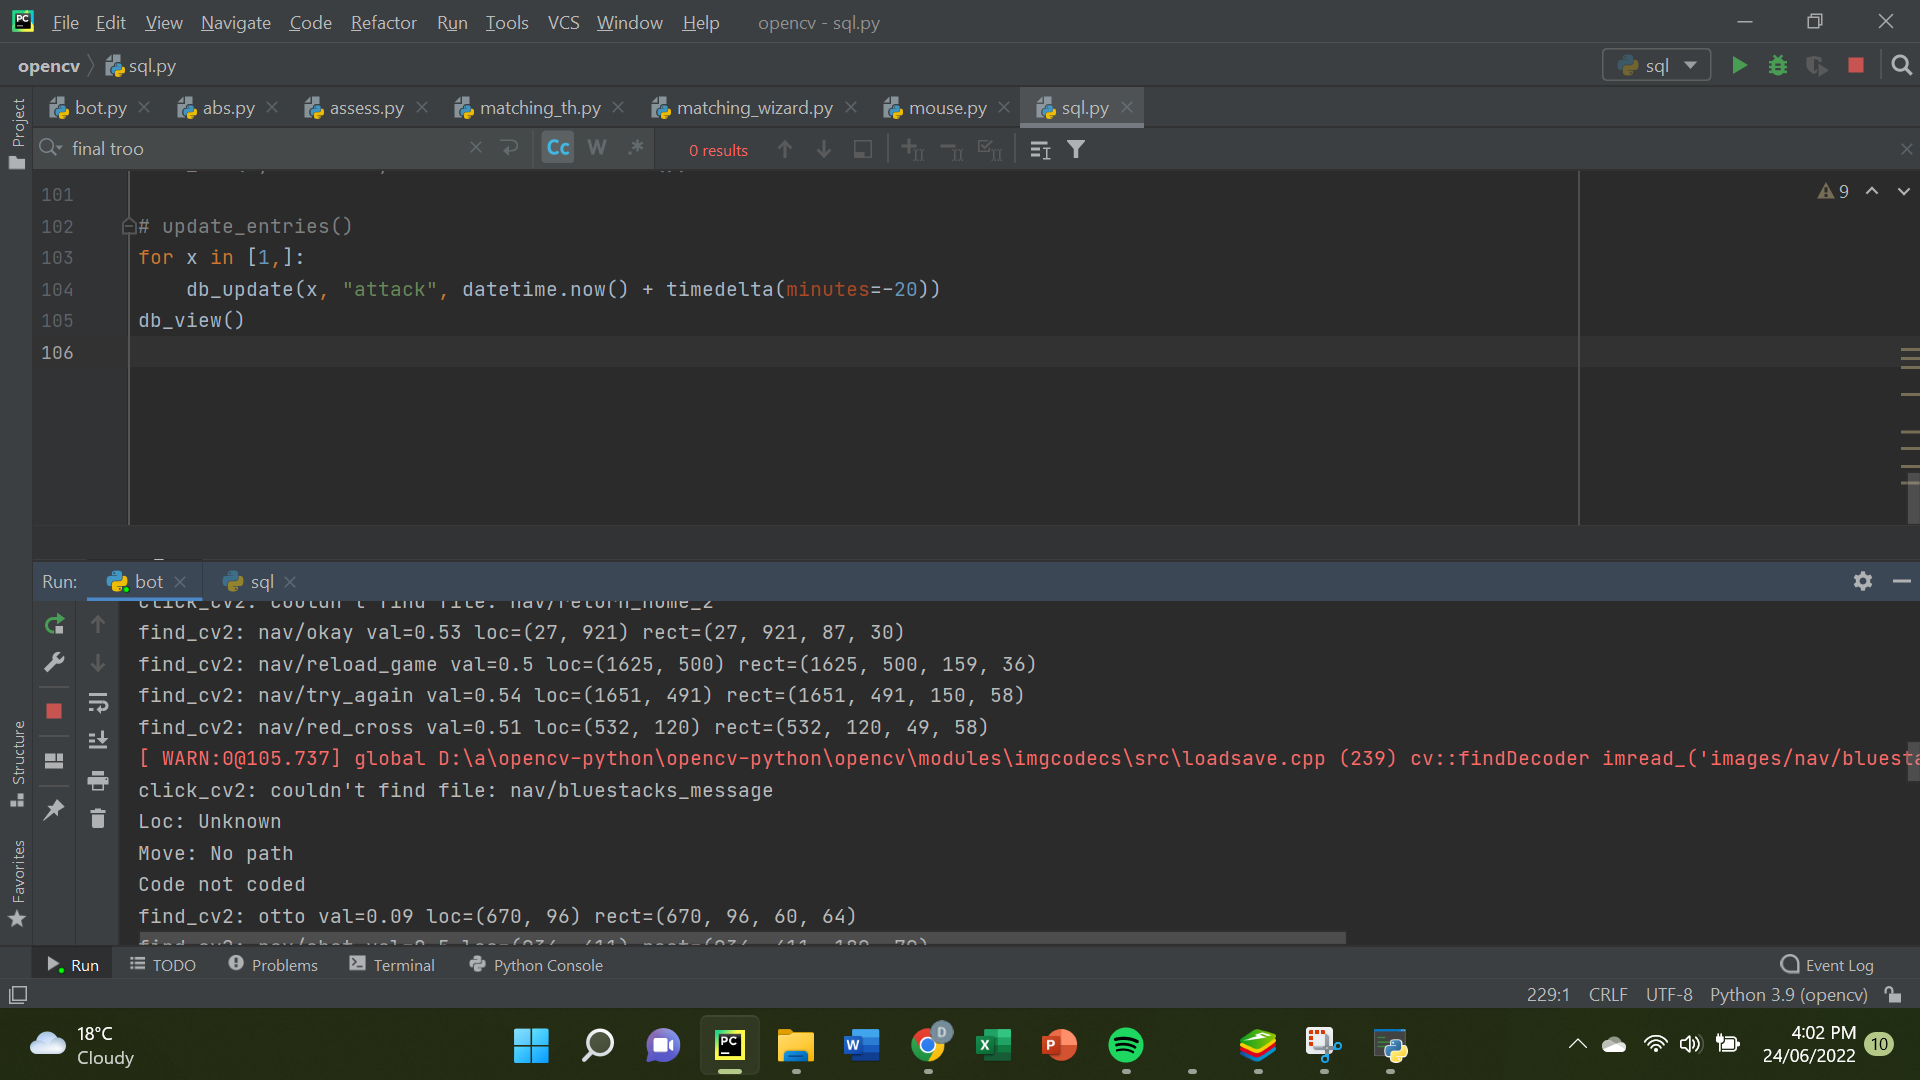 PC File Edit View Navigate Code Refactor Run Tools VCS Window Help opencv - sql.py
opencv sql.py sql
bot.py abs.py assess.py matching_th.py matching_wizard.py mouse.py sql.py
final troo Cc W .* 0 results
101
102 # update_entries()
103 for x in [1,]:
104 db_update(x, "attack", datetime.now() + timedelta(minutes=-20))
105 db_view()
106
9
Project
Structure
Favorites
Run: bot sql
click_cv2: couldn't find file: nav/return_home_2
find_cv2: nav/okay val=0.53 loc=(27, 921) rect=(27, 921, 87, 30)
find_cv2: nav/reload_game val=0.5 loc=(1625, 500) rect=(1625, 500, 159, 36)
find_cv2: nav/try_again val=0.54 loc=(1651, 491) rect=(1651, 491, 150, 58)
find_cv2: nav/red_cross val=0.51 loc=(532, 120) rect=(532, 120, 49, 58)
[ WARN:0@105.737] global D:\a\opencv-python\opencv-python\opencv\modules\imgcodecs\src\loadsave.cpp (239) cv::findDecoder imread_('images/nav/bluesta
click_cv2: couldn't find file: nav/bluestacks_message
Loc: Unknown
Move: No path
Code not coded
find_cv2: otto val=0.09 loc=(670, 96) rect=(670, 96, 60, 64)
Run TODO Problems Terminal Python Console Event Log
229:1 CRLF UTF-8 Python 3.9 (opencv)
18°C
Cloudy
PC W D X P
4:02 PM
24/06/2022
10